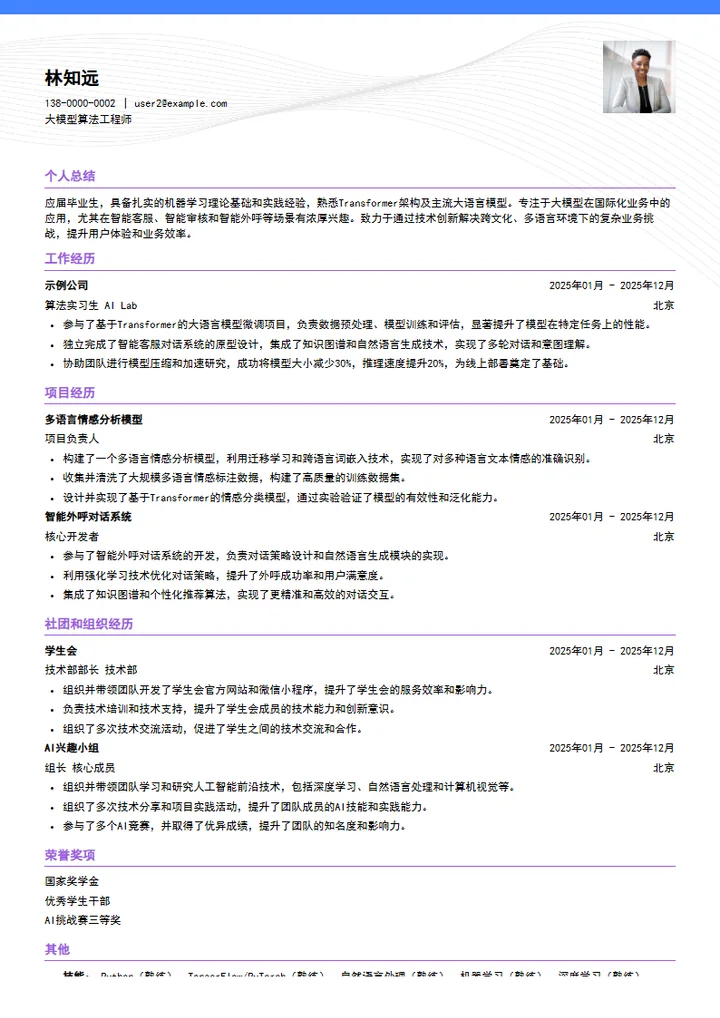 林知远
138-0000-0002 | user2@example.com
大模型算法工程师
个人总结
应届毕业生，具备扎实的机器学习理论基础和实践经验，熟悉Transformer架构及主流大语言模型。专注于大模型在国际化业务中的
应用，尤其在智能客服、智能审核和智能外呼等场景有浓厚兴趣。致力于通过技术创新解决跨文化、多语言环境下的复杂业务挑
战，提升用户体验和业务效率。
工作经历
示例公司 2025年01月 - 2025年12月
算法实习生 AI Lab 北京
• 参与了基于Transformer的大语言模型微调项目，负责数据预处理、模型训练和评估，显著提升了模型在特定任务上的性能。
• 独立完成了智能客服对话系统的原型设计，集成了知识图谱和自然语言生成技术，实现了多轮对话和意图理解。
• 协助团队进行模型压缩和加速研究，成功将模型大小减少30%，推理速度提升20%，为线上部署奠定了基础。
项目经历
多语言情感分析模型 2025年01月 - 2025年12月
项目负责人 北京
• 构建了一个多语言情感分析模型，利用迁移学习和跨语言词嵌入技术，实现了对多种语言文本情感的准确识别。
• 收集并清洗了大规模多语言情感标注数据，构建了高质量的训练数据集。
• 设计并实现了基于Transformer的情感分类模型，通过实验验证了模型的有效性和泛化能力。
智能外呼对话系统 2025年01月 - 2025年12月
核心开发者 北京
• 参与了智能外呼对话系统的开发，负责对话策略设计和自然语言生成模块的实现。
• 利用强化学习技术优化对话策略，提升了外呼成功率和用户满意度。
• 集成了知识图谱和个性化推荐算法，实现了更精准和高效的对话交互。
社团和组织经历
学生会 2025年01月 - 2025年12月
技术部部长 技术部 北京
• 组织并带领团队开发了学生会官方网站和微信小程序，提升了学生会的服务效率和影响力。
• 负责技术培训和技术支持，提升了学生会成员的技术能力和创新意识。
• 组织了多次技术交流活动，促进了学生之间的技术交流和合作。
AI兴趣小组 2025年01月 - 2025年12月
组长 核心成员 北京
• 组织并带领团队学习和研究人工智能前沿技术，包括深度学习、自然语言处理和计算机视觉等。
• 组织了多次技术分享和项目实践活动，提升了团队成员的AI技能和实践能力。
• 参与了多个AI竞赛，并取得了优异成绩，提升了团队的知名度和影响力。
荣誉奖项
国家奖学金
优秀学生干部
AI挑战赛三等奖
其他
技能： Python（熟练）， TensorFlow/PyTorch（熟练）， 自然语言处理（熟练）， 机器学习（熟练）， 深度学习（熟练）